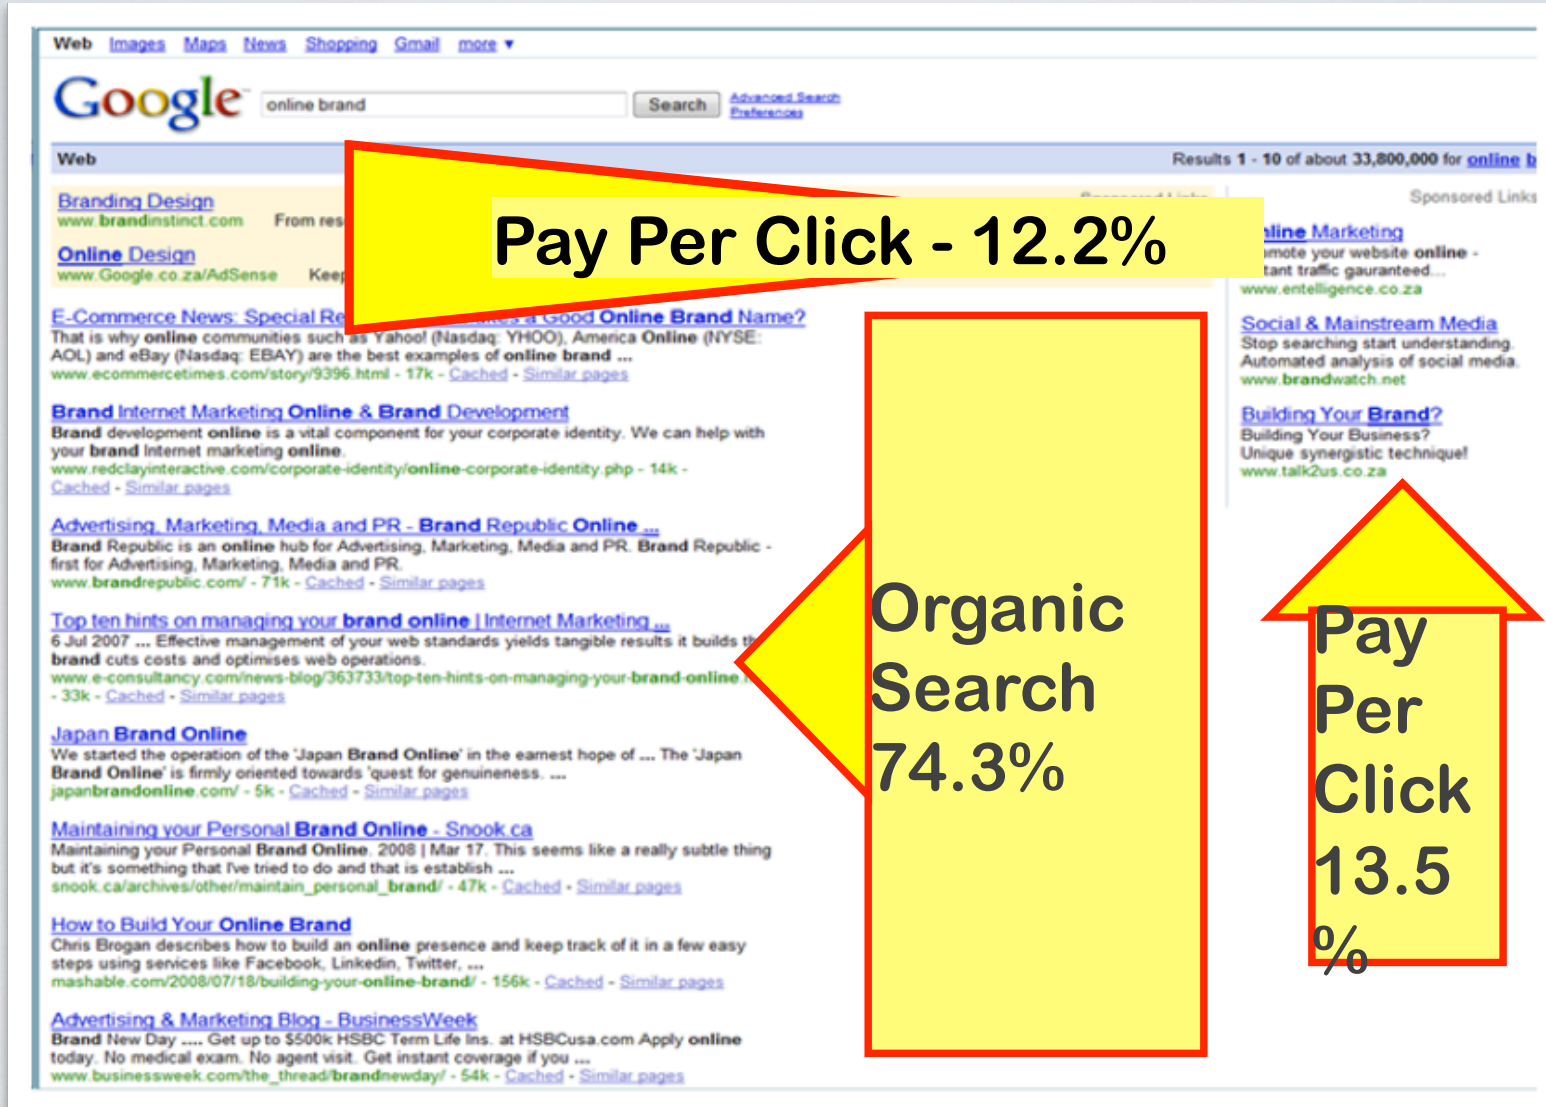 Web Images Maps News Shopping Gmail more ▼
Google
online brand
Search
Advanced Search
Preferences
Web
Results 1 - 10 of about 33,800,000 for online b
Branding Design
www.brandinstinct.com From res
Online Design
www.Google.co.za/AdSense Keep
Pay Per Click - 12.2%
Sponsored Links
E-Commerce News: Special Re
a Good Online Brand Name?
That is why online communities such as Yahoo! (Nasdaq: YHOO), America Online (NYSE:
AOL) and eBay (Nasdaq: EBAY) are the best examples of online brand ...
www.ecommercetimes.com/story/9396.html - 17k - Cached - Similar pages
Brand Internet Marketing Online & Brand Development
Brand development online is a vital component for your corporate identity. We can help with
your brand Internet marketing online.
www.redclayinteractive.com/corporate-identity/online-corporate-identity.php - 14k -
Cached - Similar pages
Advertising, Marketing, Media and PR - Brand Republic Online ...
Brand Republic is an online hub for Advertising, Marketing, Media and PR. Brand Republic -
first for Advertising, Marketing, Media and PR.
www.brandrepublic.com/ - 71k - Cached - Similar pages
Top ten hints on managing your brand online | Internet Marketing ...
6 Jul 2007 ... Effective management of your web standards yields tangible results it builds th
brand cuts costs and optimises web operations.
www.e-consultancy.com/news-blog/363733/top-ten-hints-on-managing-your-brand-online.
- 33k - Cached - Similar pages
Japan Brand Online
We started the operation of the 'Japan Brand Online' in the earnest hope of ... The 'Japan
Brand Online' is firmly oriented towards 'quest for genuineness. ...
japanbrandonline.com/ - 5k - Cached - Similar pages
Maintaining your Personal Brand Online - Snook.ca
Maintaining your Personal Brand Online. 2008 | Mar 17. This seems like a really subtle thing
but it's something that I've tried to do and that is establish ...
snook.ca/archives/other/maintain_personal_brand/ - 47k - Cached - Similar pages
How to Build Your Online Brand
Chris Brogan describes how to build an online presence and keep track of it in a few easy
steps using services like Facebook, Linkedin, Twitter, ...
mashable.com/2008/07/18/building-your-online-brand/ - 156k - Cached - Similar pages
Advertising & Marketing Blog - BusinessWeek
Brand New Day .... Get up to $500k HSBC Term Life Ins. at HSBCusa.com Apply online
today. No medical exam. No agent visit. Get instant coverage if you ...
www.businessweek.com/the_thread/brandnewday/ - 54k - Cached - Similar pages
Organic
Search
74.3%
Sponsored Links
nline Marketing
mote your website online -
tant traffic gauranteed...
www.entelligence.co.za
Social & Mainstream Media
Stop searching start understanding.
Automated analysis of social media.
www.brandwatch.net
Building Your Brand?
Building Your Business?
Unique synergistic technique!
www.talk2us.co.za
Pay
Per
Click
13.5
%